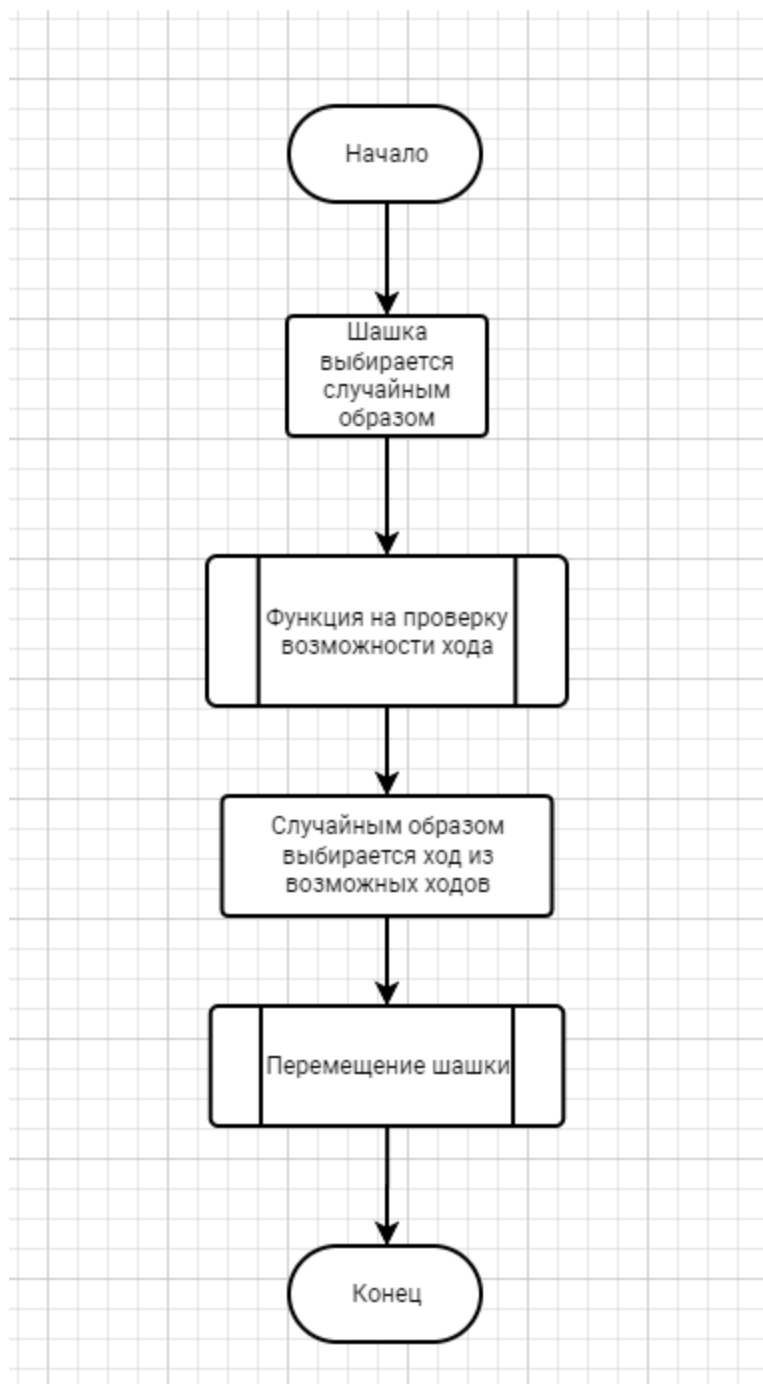 Начало
Шашка
выбирается
случайным
образом
Функция на проверку
возможности хода
Случайным образом
выбирается ход из
возможных ходов
Перемещение шашки
Конец